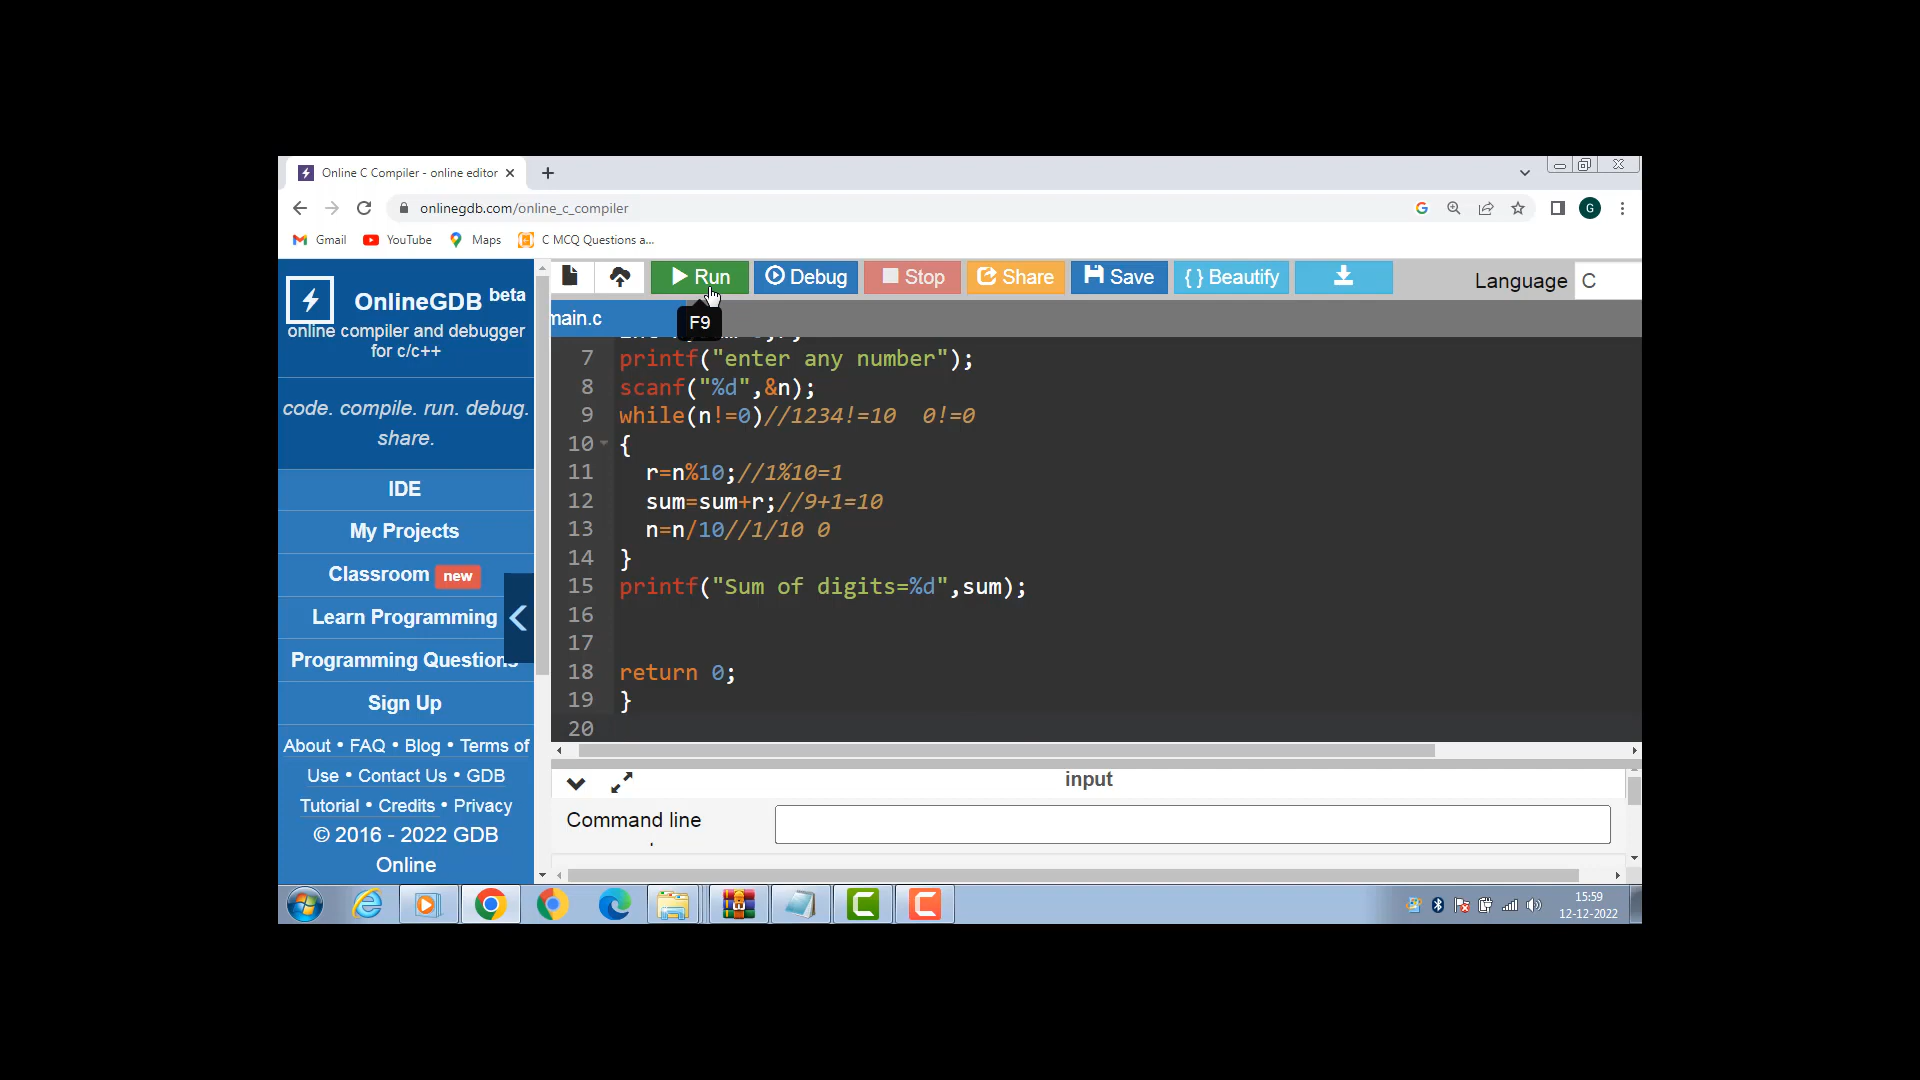 Online C Compiler - online editor
onlinegdb.com/online_c_compiler
G
Gmail YouTube Maps C MCQ Questions a...
OnlineGDB beta
online compiler and debugger
for c/c++
code. compile. run. debug.
share.
IDE
My Projects
Classroom new
Learn Programming
Programming Questions
Sign Up
About • FAQ • Blog • Terms of
Use • Contact Us • GDB
Tutorial • Credits • Privacy
© 2016 - 2022 GDB
Online
Run Debug Stop Share Save { } Beautify Language C
F9
main.c
7 printf("enter any number");
8 scanf("%d",&n);
9 while(n!=0)//1234!=10  0!=0
10 {
11   r=n%10;//1%10=1
12   sum=sum+r;//9+1=10
13   n=n/10//1/10 0
14 }
15 printf("Sum of digits=%d",sum);
16
17
18 return 0;
19 }
20
input
Command line
15:59
12-12-2022